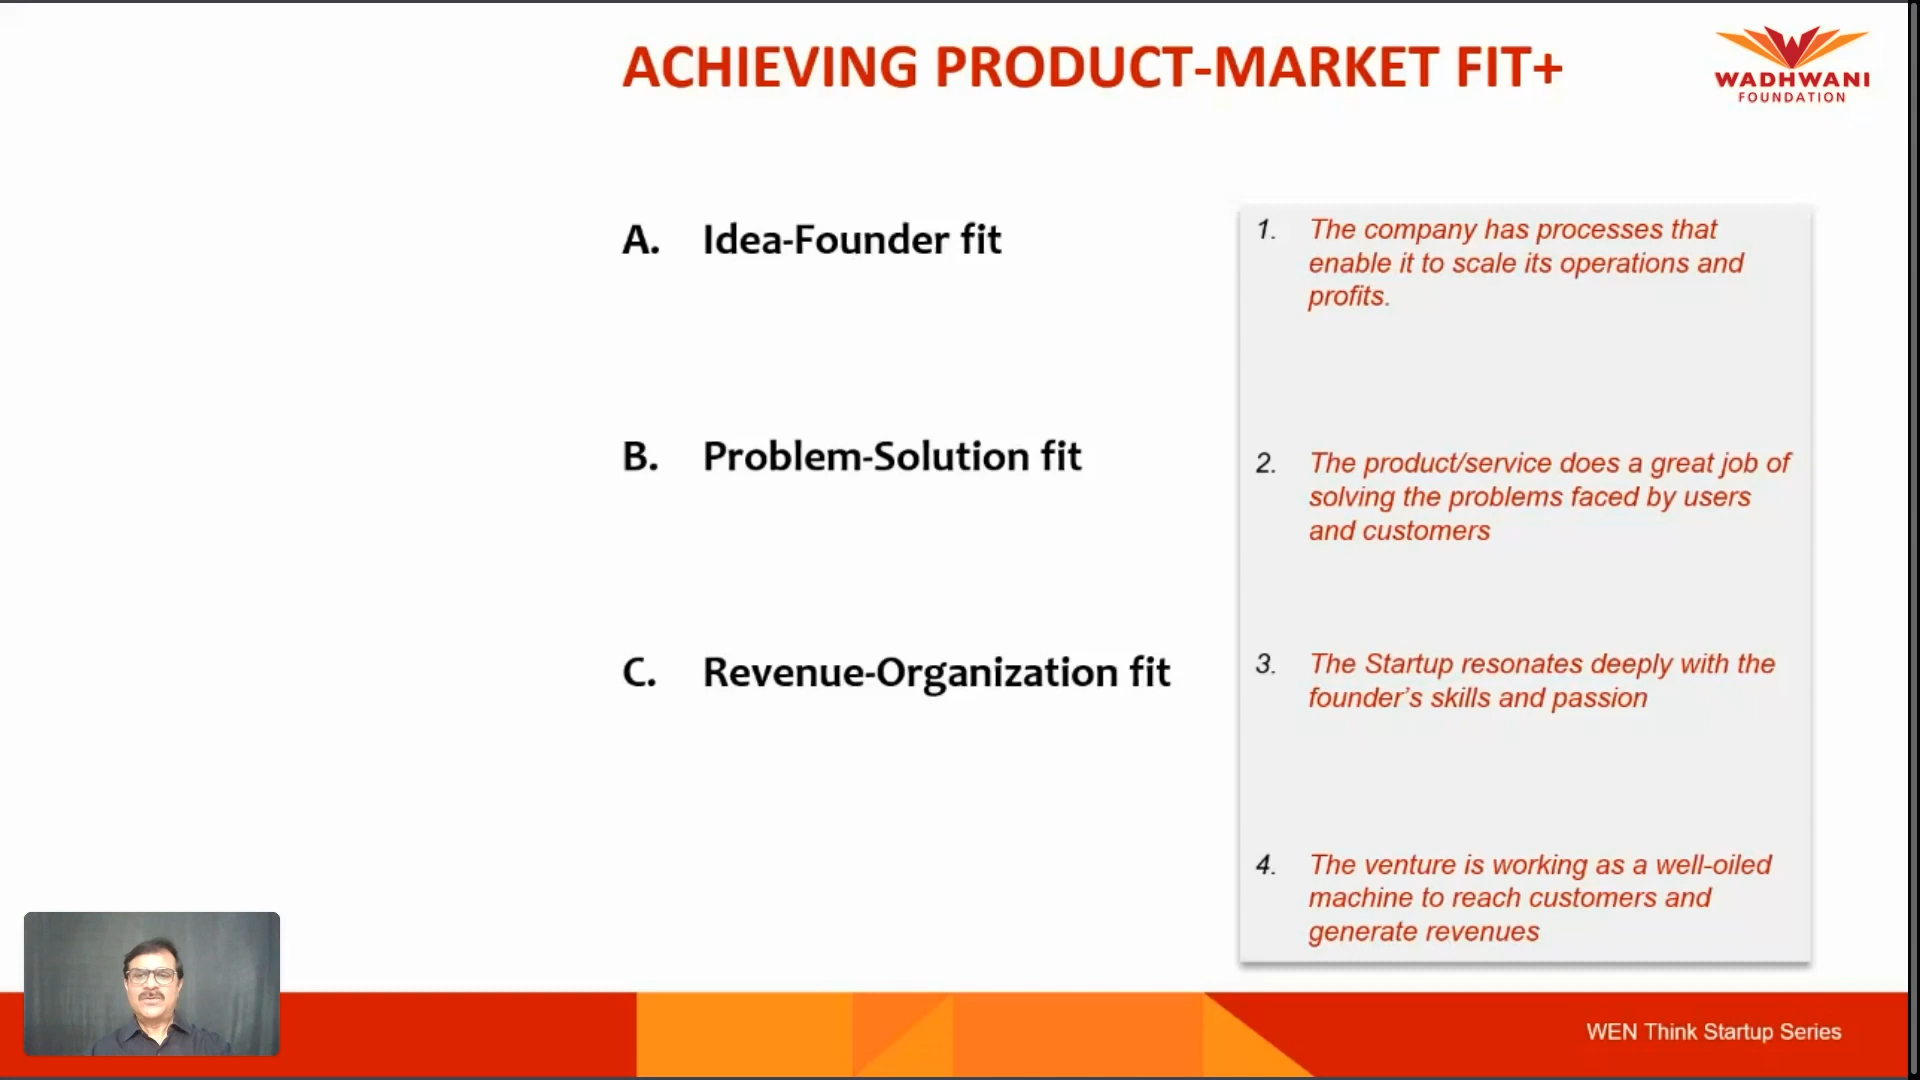 ACHIEVING PRODUCT-MARKET FIT+
WADHWANI
FOUNDATION
A. Idea-Founder fit
B. Problem-Solution fit
C. Revenue-Organization fit
1. The company has processes that
enable it to scale its operations and
profits.
2. The product/service does a great job of
solving the problems faced by users
and customers
3. The Startup resonates deeply with the
founder's skills and passion
4. The venture is working as a well-oiled
machine to reach customers and
generate revenues
WEN Think Startup Series